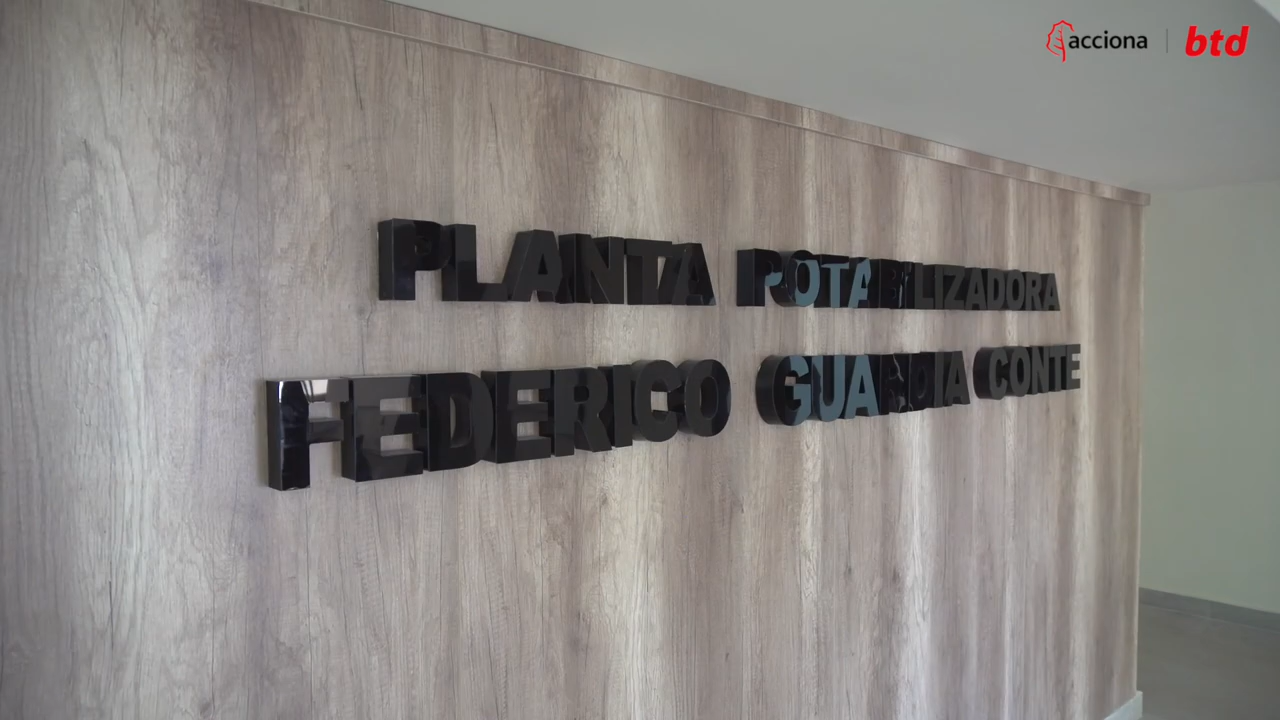 acciona | btd
PLANTA POTABILIZADORA
FEDERICO GUARDIA CONTE